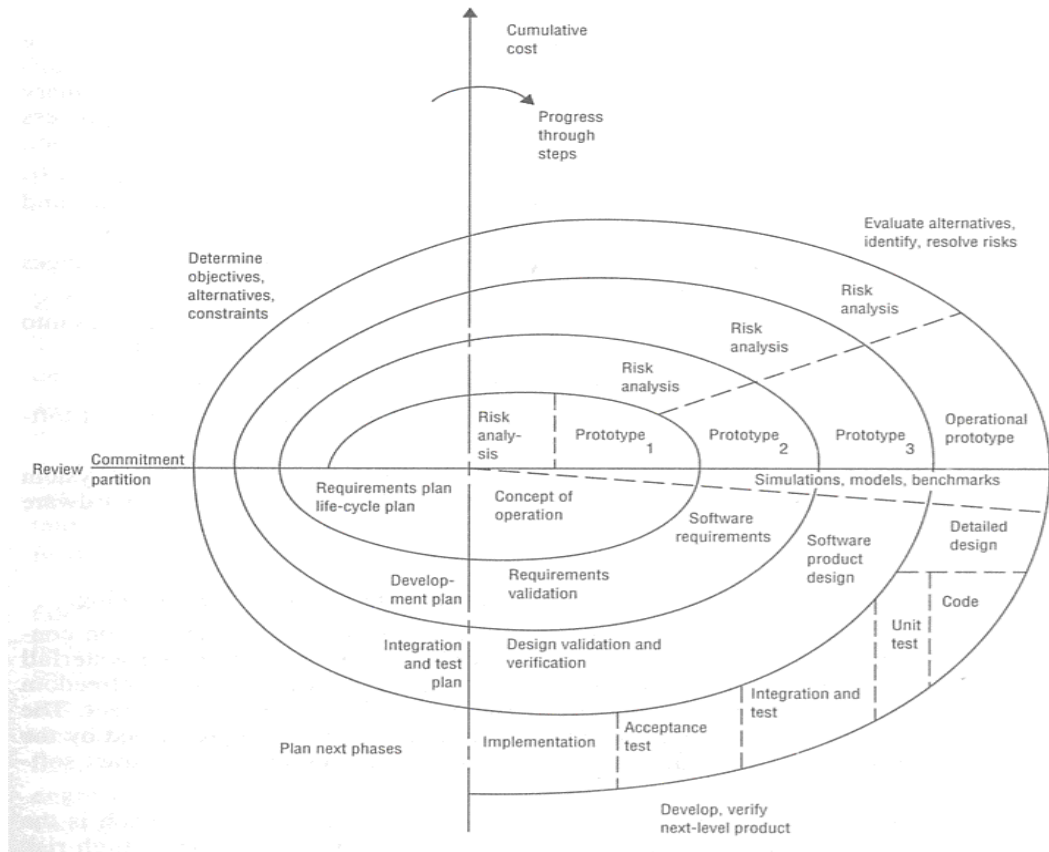 Cumulative
cost
Progress
through
steps
Evaluate alternatives,
identify, resolve risks
Determine
objectives,
alternatives,
constraints
Risk
analysis
Risk
analysis
Risk
analysis
Risk
analy-
sis
Prototype 1
Prototype 2
Prototype 3
Operational
prototype
Review
Commitment
partition
Simulations, models, benchmarks
Requirements plan
life-cycle plan
Concept of
operation
Software
requirements
Software
product
design
Detailed
design
Develop-
ment plan
Requirements
validation
Code
Unit
test
Integration
and test
plan
Design validation and
verification
Integration and
test
Acceptance
test
Implementation
Plan next phases
Develop, verify
next-level product